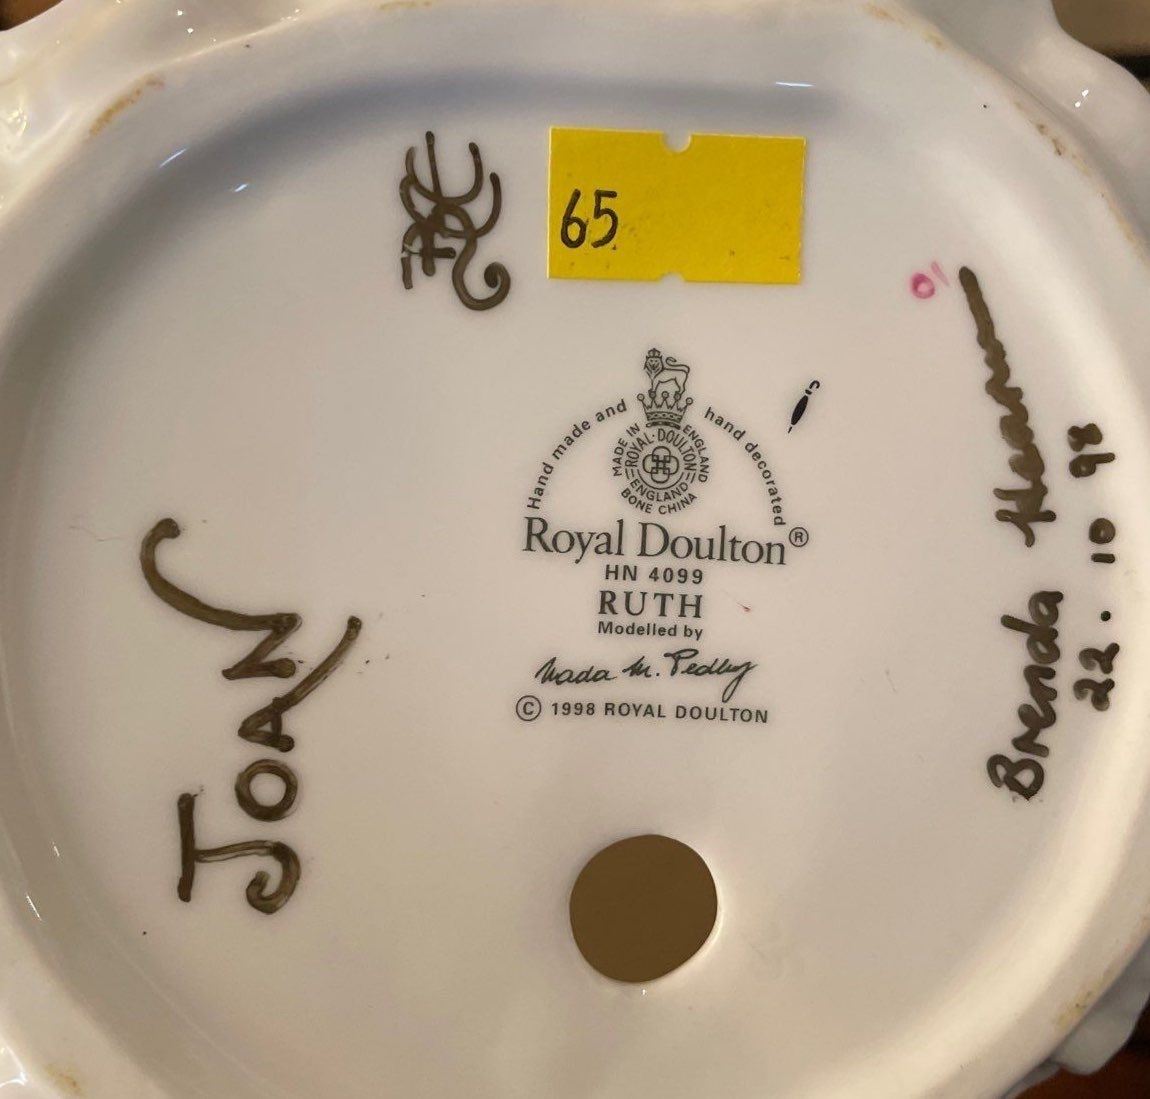 65
Hand made and hand decorated
MADE IN ENGLAND
ROYAL·DOULTON
ENGLAND
BONE CHINA
Royal Doulton®
HN 4099
RUTH
Modelled by
Nada M. Pedley
© 1998 ROYAL DOULTON
JOAN
Brenda
22.10 98